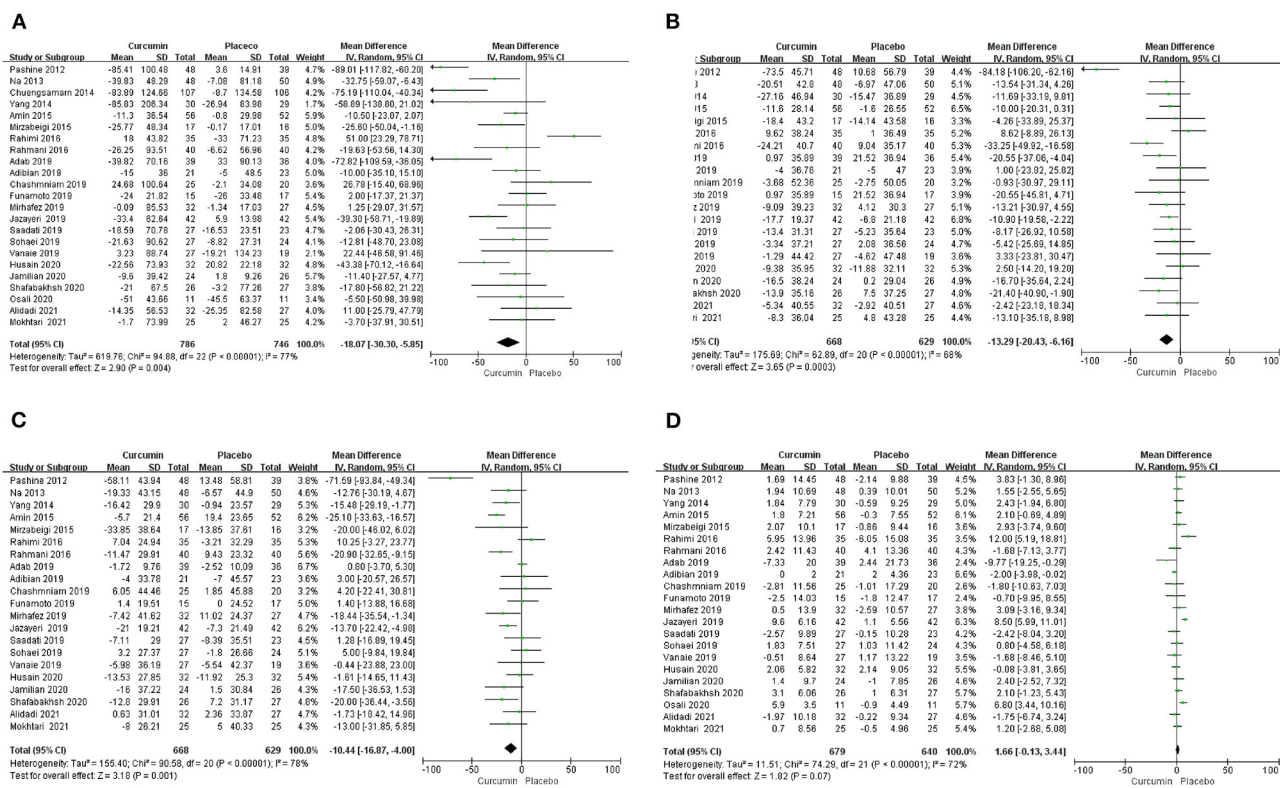 A
Curcumin Placebo Mean Difference Mean Difference
Study or Subgroup Mean SD Total Mean SD Total Weight IV, Random, 95% CI IV, Random, 95% CI
Pashine 2012 -85.41 100.48 48 3.6 14.91 39 4.7% -89.01 [-117.82, -60.20]
Na 2013 -39.83 48.29 48 -7.08 81.18 50 4.9% -32.75 [-59.07, -6.43]
Chuengsamarn 2014 -83.89 124.66 107 -8.7 134.58 106 4.2% -75.19 [-110.04, -40.34]
Yang 2014 -85.83 206.34 30 -26.94 83.98 29 1.4% -58.89 [-138.80, 21.02]
Amin 2015 -11.3 36.54 56 -0.8 29.98 52 6.1% -10.50 [-23.07, 2.07]
Mirzabeigi 2015 -25.77 48.34 17 -0.17 17.01 16 5.1% -25.60 [-50.04, -1.16]
Rahimi 2016 18 43.82 35 -33 71.23 35 4.8% 51.00 [23.29, 78.71]
Rahmani 2016 -26.25 93.51 40 -6.62 56.96 40 4.3% -19.63 [-53.56, 14.30]
Adab 2019 -39.82 70.16 39 33 90.13 36 4.1% -72.82 [-109.59, -36.05]
Adibian 2019 -15 36 21 -5 48.5 23 5.0% -10.00 [-35.10, 15.10]
Chashmniam 2019 24.68 100.64 25 -2.1 34.08 20 3.7% 26.78 [-15.40, 68.96]
Funamoto 2019 -24 21.82 15 -26 33.48 17 5.5% 2.00 [-17.37, 21.37]
Mirhafez 2019 -0.09 85.53 32 -1.34 17.03 27 4.6% 1.25 [-29.07, 31.57]
Jazayeri 2019 -33.4 62.64 42 5.9 13.98 42 5.5% -39.30 [-58.71, -19.89]
Saadati 2019 -18.59 70.78 27 -16.53 23.51 23 4.8% -2.06 [-30.43, 26.31]
Sohaei 2019 -21.63 90.62 27 -8.82 27.31 24 4.1% -12.81 [-48.70, 23.08]
Vanaie 2019 3.23 88.74 27 -19.21 134.23 19 1.8% 22.44 [-46.58, 91.46]
Husain 2020 -22.56 73.93 32 20.82 22.18 32 4.9% -43.38 [-70.12, -16.64]
Jamilian 2020 -9.6 39.42 24 1.8 9.26 26 5.8% -11.40 [-27.57, 4.77]
Shafabakhsh 2020 -21 67.5 26 -3.2 77.26 27 3.9% -17.80 [-56.82, 21.22]
Osali 2020 -51 43.66 11 -45.5 63.37 11 3.4% -5.50 [-50.98, 39.98]
Alidadi 2021 -14.35 56.53 32 -25.35 82.58 27 4.1% 11.00 [-25.79, 47.79]
Mokhtari 2021 -1.7 73.99 25 2 46.27 25 4.3% -3.70 [-37.91, 30.51]
Total (95% CI) 786 746 100.0% -18.07 [-30.30, -5.85]
Heterogeneity: Tau² = 619.76; Chi² = 94.88, df = 22 (P < 0.00001); I² = 77%
Test for overall effect: Z = 2.90 (P = 0.004)
-100 -50 0 50 100
Curcumin Placebo
B
Curcumin Placebo Mean Difference Mean Difference
Mean SD Total Mean SD Total Weight IV, Random, 95% CI IV, Random, 95% CI
2012 -73.5 45.71 48 10.68 56.79 39 4.4% -84.18 [-106.20, -62.16]
-20.51 42.8 48 -6.97 47.06 50 5.2% -13.54 [-31.34, 4.26]
014 -27.16 46.94 30 -15.47 36.89 29 4.5% -11.69 [-33.19, 9.81]
015 -11.6 28.14 56 -1.6 26.55 52 6.8% -10.00 [-20.31, 0.31]
eigi 2015 -18.4 43.2 17 -14.14 43.58 16 3.4% -4.26 [-33.89, 25.37]
2016 9.62 38.24 35 1 36.49 35 5.3% 8.62 [-8.89, 26.13]
ni 2016 -24.21 40.7 40 9.04 35.17 40 5.5% -33.25 [-49.92, -16.58]
019 0.97 35.89 39 21.52 36.94 36 5.5% -20.55 [-37.06, -4.04]
2019 -4 36.76 21 -5 47 23 4.2% 1.00 [-23.82, 25.82]
mniam 2019 -3.68 52.36 25 -2.75 50.05 20 3.4% -0.93 [-30.97, 29.11]
oto 2019 0.97 35.89 15 21.52 36.94 17 4.1% -20.55 [-45.81, 4.71]
z 2019 -9.09 39.23 32 4.12 30.3 27 5.2% -13.21 [-30.97, 4.55]
i 2019 -17.7 19.37 42 -6.8 21.18 42 7.1% -10.90 [-19.58, -2.22]
2019 -13.4 31.31 27 -5.23 35.64 23 5.0% -8.17 [-26.92, 10.58]
2019 -3.34 37.21 27 2.08 36.56 24 4.7% -5.42 [-25.69, 14.85]
2019 -1.29 44.42 27 -4.62 47.48 19 3.8% 3.33 [-23.81, 30.47]
2020 -9.38 35.95 32 -11.88 32.11 32 5.5% 2.50 [-14.20, 19.20]
n 2020 -16.5 38.24 24 0.2 29.04 26 5.0% -16.70 [-35.64, 2.24]
akhsh 2020 -13.9 35.16 26 7.5 37.25 27 4.8% -21.40 [-40.90, -1.90]
2021 -5.34 40.55 32 -2.92 40.51 27 4.6% -2.42 [-23.18, 18.34]
ri 2021 -8.3 36.04 25 4.8 43.28 25 4.4% -13.10 [-35.18, 8.98]
5% CI) 668 629 100.0% -13.29 [-20.43, -6.16]
geneity: Tau² = 175.69; Chi² = 62.89, df = 20 (P < 0.00001); I² = 68%
r overall effect: Z = 3.65 (P = 0.0003)
-100 -50 0 50 100
Curcumin Placebo
C
Curcumin Placebo Mean Difference Mean Difference
Study or Subgroup Mean SD Total Mean SD Total Weight IV, Random, 95% CI IV, Random, 95% CI
Pashine 2012 -58.11 43.94 48 13.48 58.81 39 3.8% -71.59 [-93.84, -49.34]
Na 2013 -19.33 43.15 48 -6.57 44.9 50 4.6% -12.76 [-30.19, 4.67]
Yang 2014 -16.42 29.9 30 -0.94 23.57 29 5.2% -15.48 [-29.19, -1.77]
Amin 2015 -5.7 21.4 56 19.4 23.65 52 6.2% -25.10 [-33.63, -16.57]
Mirzabeigi 2015 -33.85 38.64 17 -13.85 37.61 16 3.3% -20.00 [-46.02, 6.02]
Rahimi 2016 7.04 24.94 35 -3.21 32.29 35 5.3% 10.25 [-3.27, 23.77]
Rahmani 2016 -11.47 29.91 40 9.43 23.32 40 5.6% -20.90 [-32.65, -9.15]
Adab 2019 -1.72 9.76 39 -2.52 10.09 36 6.7% 0.80 [-3.70, 5.30]
Adibian 2019 -4 33.78 21 -7 45.57 23 3.7% 3.00 [-20.57, 26.57]
Chashmniam 2019 6.05 44.46 25 1.85 45.88 20 3.2% 4.20 [-22.41, 30.81]
Funamoto 2019 1.4 19.51 15 0 24.52 17 5.0% 1.40 [-13.88, 16.68]
Mirhafez 2019 -7.42 41.62 32 11.02 24.37 27 4.7% -18.44 [-35.54, -1.34]
Jazayeri 2019 -21 19.21 42 -7.3 21.49 42 6.2% -13.70 [-22.42, -4.98]
Saadati 2019 -7.11 29 27 -8.39 35.51 23 4.5% 1.28 [-16.89, 19.45]
Sohaei 2019 3.2 27.37 27 -1.8 26.66 24 5.0% 5.00 [-9.84, 19.84]
Vanaie 2019 -5.98 36.19 27 -5.54 42.37 19 3.6% -0.44 [-23.88, 23.00]
Husain 2020 -13.53 27.85 32 -11.92 25.3 32 5.4% -1.61 [-14.65, 11.43]
Jamilian 2020 -16 37.22 24 1.5 30.84 26 4.4% -17.50 [-36.53, 1.53]
Shafabakhsh 2020 -12.8 29.91 26 7.2 31.17 27 4.8% -20.00 [-36.44, -3.56]
Alidadi 2021 0.63 31.01 32 2.36 33.87 27 4.7% -1.73 [-18.42, 14.96]
Mokhtari 2021 -8 26.21 25 5 40.33 25 4.4% -13.00 [-31.85, 5.85]
Total (95% CI) 668 629 100.0% -10.44 [-16.87, -4.00]
Heterogeneity: Tau² = 155.40; Chi² = 90.58, df = 20 (P < 0.00001); I² = 78%
Test for overall effect: Z = 3.18 (P = 0.001)
-100 -50 0 50 100
Curcumin Placebo
D
Curcumin Placebo Mean Difference Mean Difference
Study or Subgroup Mean SD Total Mean SD Total Weight IV, Random, 95% CI IV, Random, 95% CI
Pashine 2012 1.69 14.45 48 -2.14 9.88 39 4.4% 3.83 [-1.30, 8.96]
Na 2013 1.94 10.69 48 0.39 10.01 50 5.1% 1.55 [-2.55, 5.65]
Yang 2014 1.84 7.79 30 -0.59 9.25 29 4.9% 2.43 [-1.94, 6.80]
Amin 2015 1.8 7.21 56 -0.3 7.55 52 6.0% 2.10 [-0.69, 4.89]
Mirzabeigi 2015 2.07 10.1 17 -0.86 9.44 16 3.5% 2.93 [-3.74, 9.60]
Rahimi 2016 5.95 13.96 35 -6.05 15.08 35 3.4% 12.00 [5.19, 18.81]
Rahmani 2016 2.42 11.43 40 4.1 13.36 40 4.2% -1.68 [-7.13, 3.77]
Adab 2019 -7.33 20 39 2.44 21.73 36 2.3% -9.77 [-19.25, -0.29]
Adibian 2019 0 2 21 2 4.36 23 6.5% -2.00 [-3.98, -0.02]
Chashmniam 2019 -2.81 11.56 25 -1.01 17.29 20 2.5% -1.80 [-10.63, 7.03]
Funamoto 2019 -2.5 14.03 15 -1.8 12.47 17 2.4% -0.70 [-9.95, 8.55]
Mirhafez 2019 0.5 13.9 32 -2.59 10.57 27 3.7% 3.09 [-3.16, 9.34]
Jazayeri 2019 9.6 6.16 42 1.1 5.56 42 6.2% 8.50 [5.99, 11.01]
Saadati 2019 -2.57 9.89 27 -0.15 10.28 23 4.1% -2.42 [-8.04, 3.20]
Sohaei 2019 1.83 7.51 27 1.03 11.42 24 4.2% 0.80 [-4.58, 6.18]
Vanaie 2019 -0.51 8.64 27 1.17 13.22 19 3.4% -1.68 [-8.46, 5.10]
Husain 2020 2.06 5.82 32 2.14 9.05 32 5.3% -0.08 [-3.81, 3.65]
Jamilian 2020 1.4 9.7 24 -1 7.85 26 4.5% 2.40 [-2.52, 7.32]
Shafabakhsh 2020 3.1 6.06 26 1 6.31 27 5.5% 2.10 [-1.23, 5.43]
Osali 2020 5.9 3.5 11 -0.9 4.49 11 5.5% 6.80 [3.44, 10.16]
Alidadi 2021 -1.97 10.18 32 -0.22 9.34 27 4.5% -1.75 [-6.74, 3.24]
Mokhtari 2021 0.7 8.56 25 -0.5 4.96 25 5.2% 1.20 [-2.68, 5.08]
Total (95% CI) 679 640 100.0% 1.66 [-0.13, 3.44]
Heterogeneity: Tau² = 11.51; Chi² = 74.29, df = 21 (P < 0.00001); I² = 72%
Test for overall effect: Z = 1.82 (P = 0.07)
-100 -50 0 50 100
Curcumin Placebo